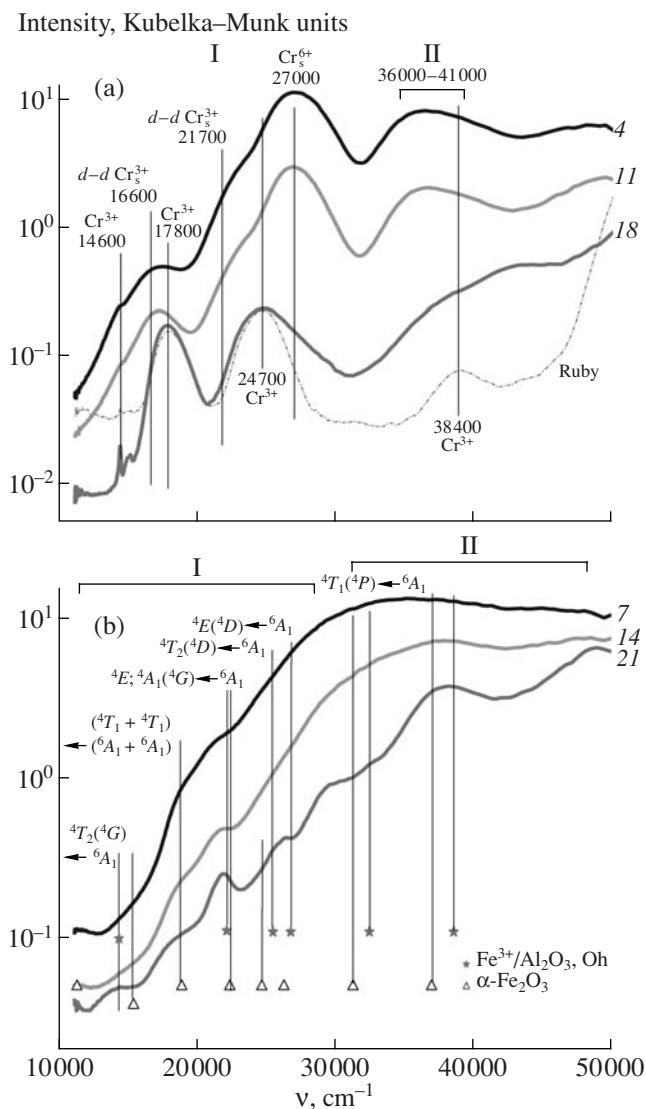 Intensity, Kubelka–Munk units
I
II
(a)
Cr_s^6+
27000
36000–41000
d–d Cr_s^3+
21700
d–d Cr_s^3+
16600
Cr^3+
14600
Cr^3+
17800
4
11
18
24700
Cr^3+
38400
Cr^3+
Ruby
10^1
10^0
10^−1
10^−2
I
II
(b)
^4T_1(^4P) ← ^6A_1
^4E(^4D) ← ^6A_1
^4T_2(^4D) ← ^6A_1
^4E; ^4A_1(^4G) ← ^6A_1
(^4T_1 + ^4T_1)
← (^6A_1 + ^6A_1)
^4T_2(^4G)
← ^6A_1
7
14
21
Fe^3+/Al_2O_3, Oh
α-Fe_2O_3
10^1
10^0
10^−1
10000 20000 30000 40000 50000
ν, cm^−1